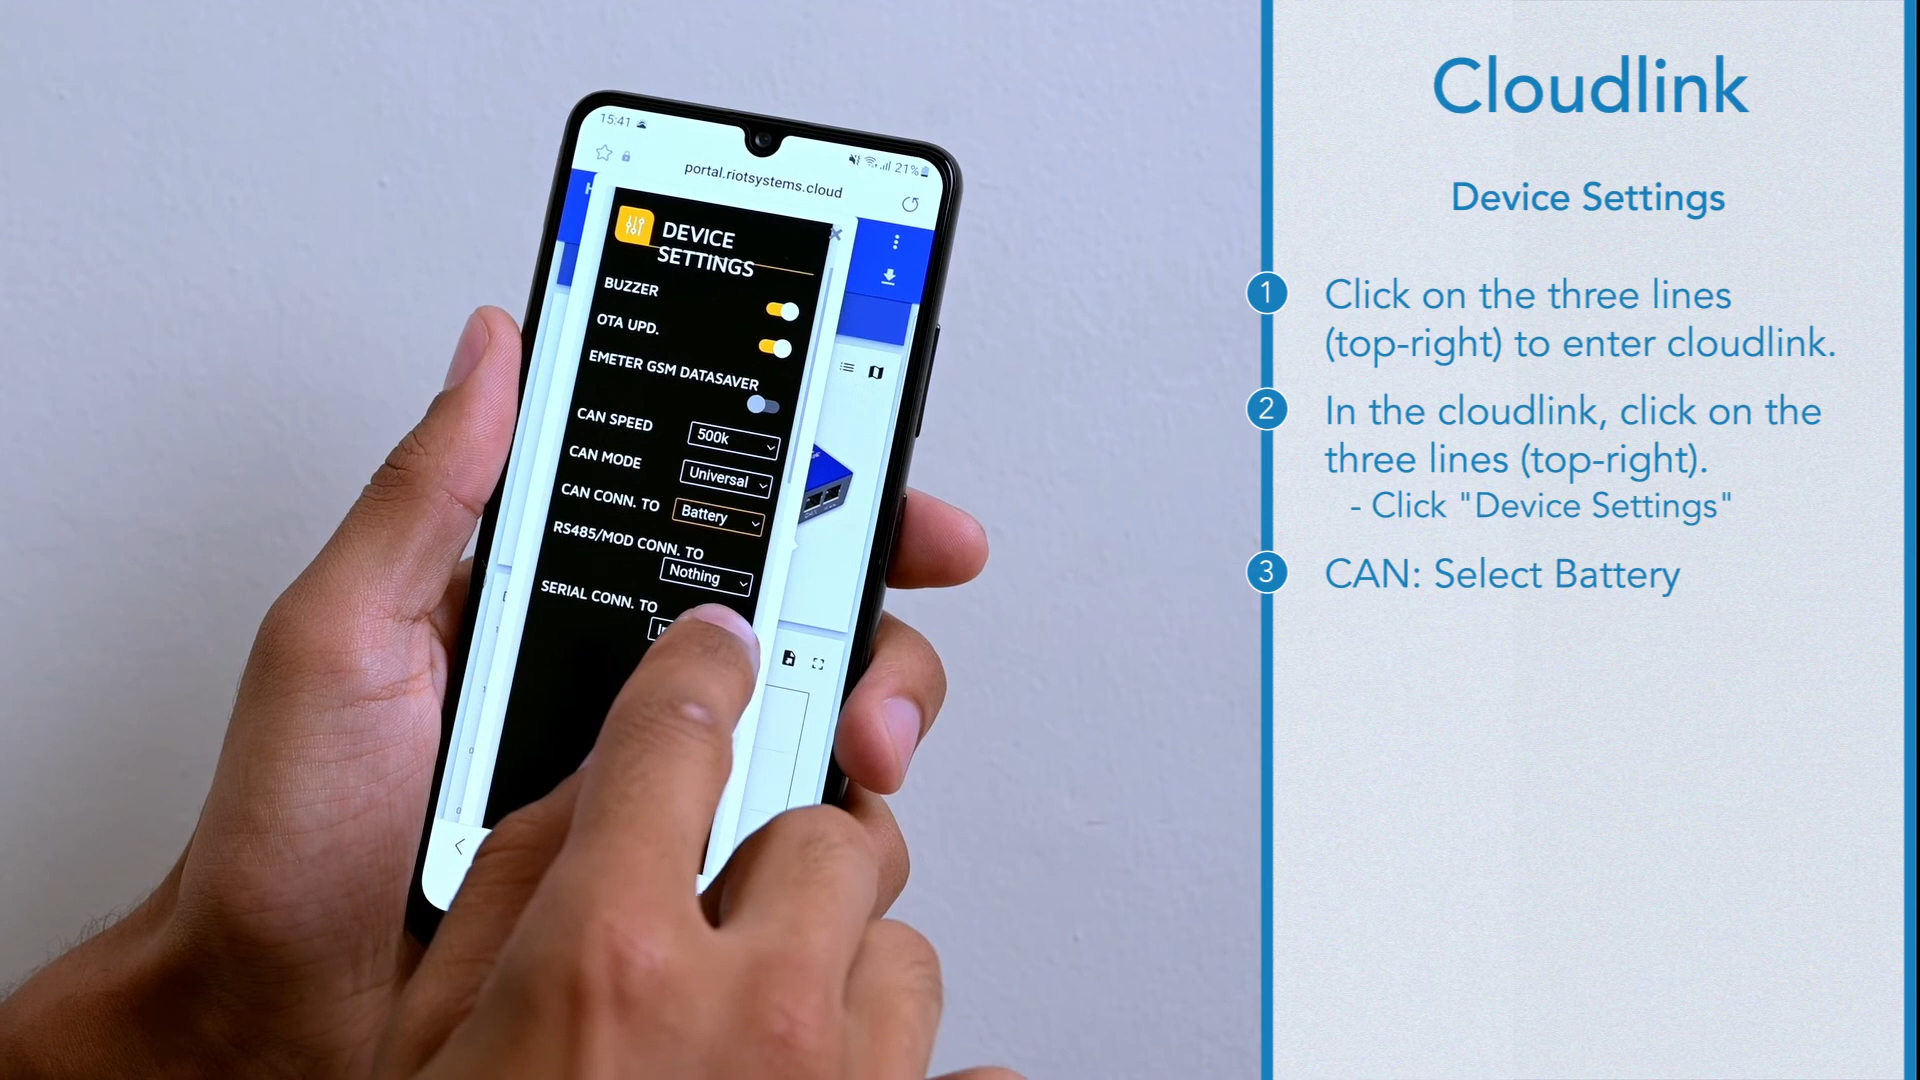 15:41
21%
portal.riotsystems.cloud
DEVICE
SETTINGS
BUZZER
OTA UPD.
EMETER GSM DATASAVER
CAN SPEED
500k
CAN MODE
Universal
CAN CONN. TO
Battery
RS485/MOD CONN. TO
Nothing
SERIAL CONN. TO
Cloudlink
Device Settings
1 Click on the three lines
(top-right) to enter cloudlink.
2 In the cloudlink, click on the
three lines (top-right).
- Click "Device Settings"
3 CAN: Select Battery